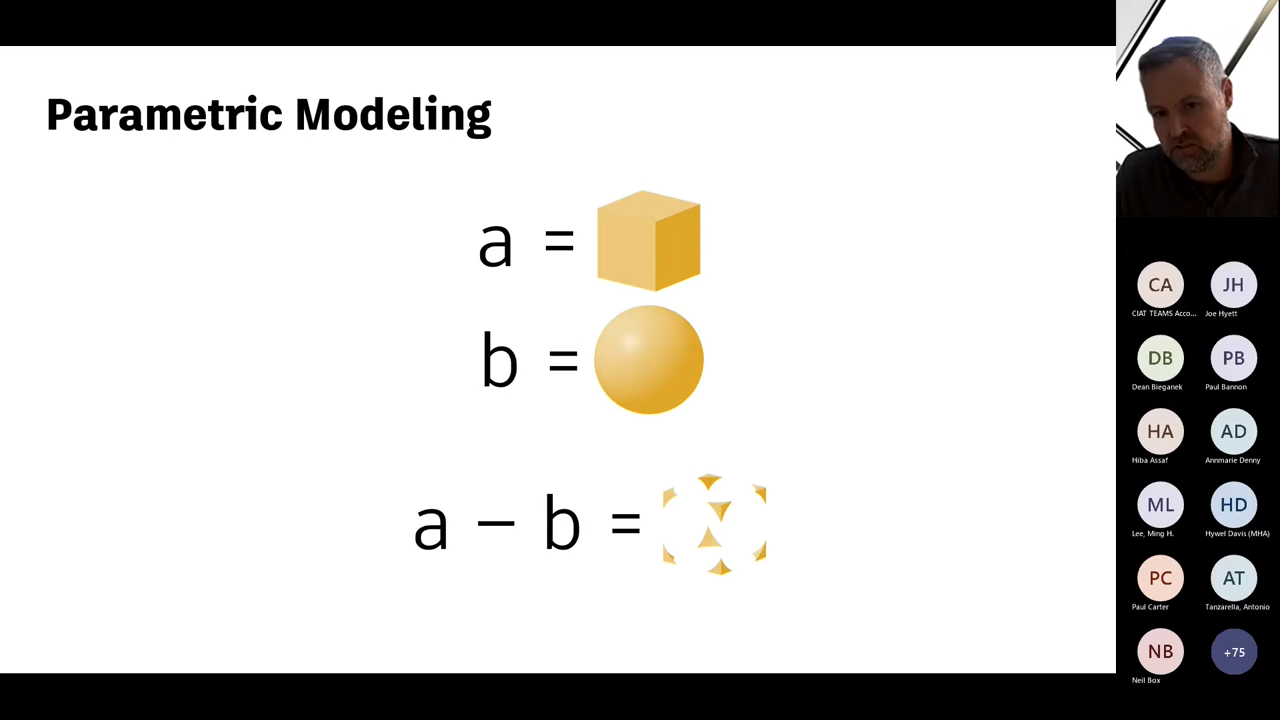 Parametric Modeling
a =
b =
a − b =
CA
JH
CIAT TEAMS Acco...
Joe Hyett
DB
PB
Dean Bieganek
Paul Bannon
HA
AD
Hiba Assaf
Annmarie Denny
ML
HD
Lee, Ming H.
Hywel Davis (MHA)
PC
AT
Paul Carter
Tanzarella, Antonio
NB
+75
Neil Box